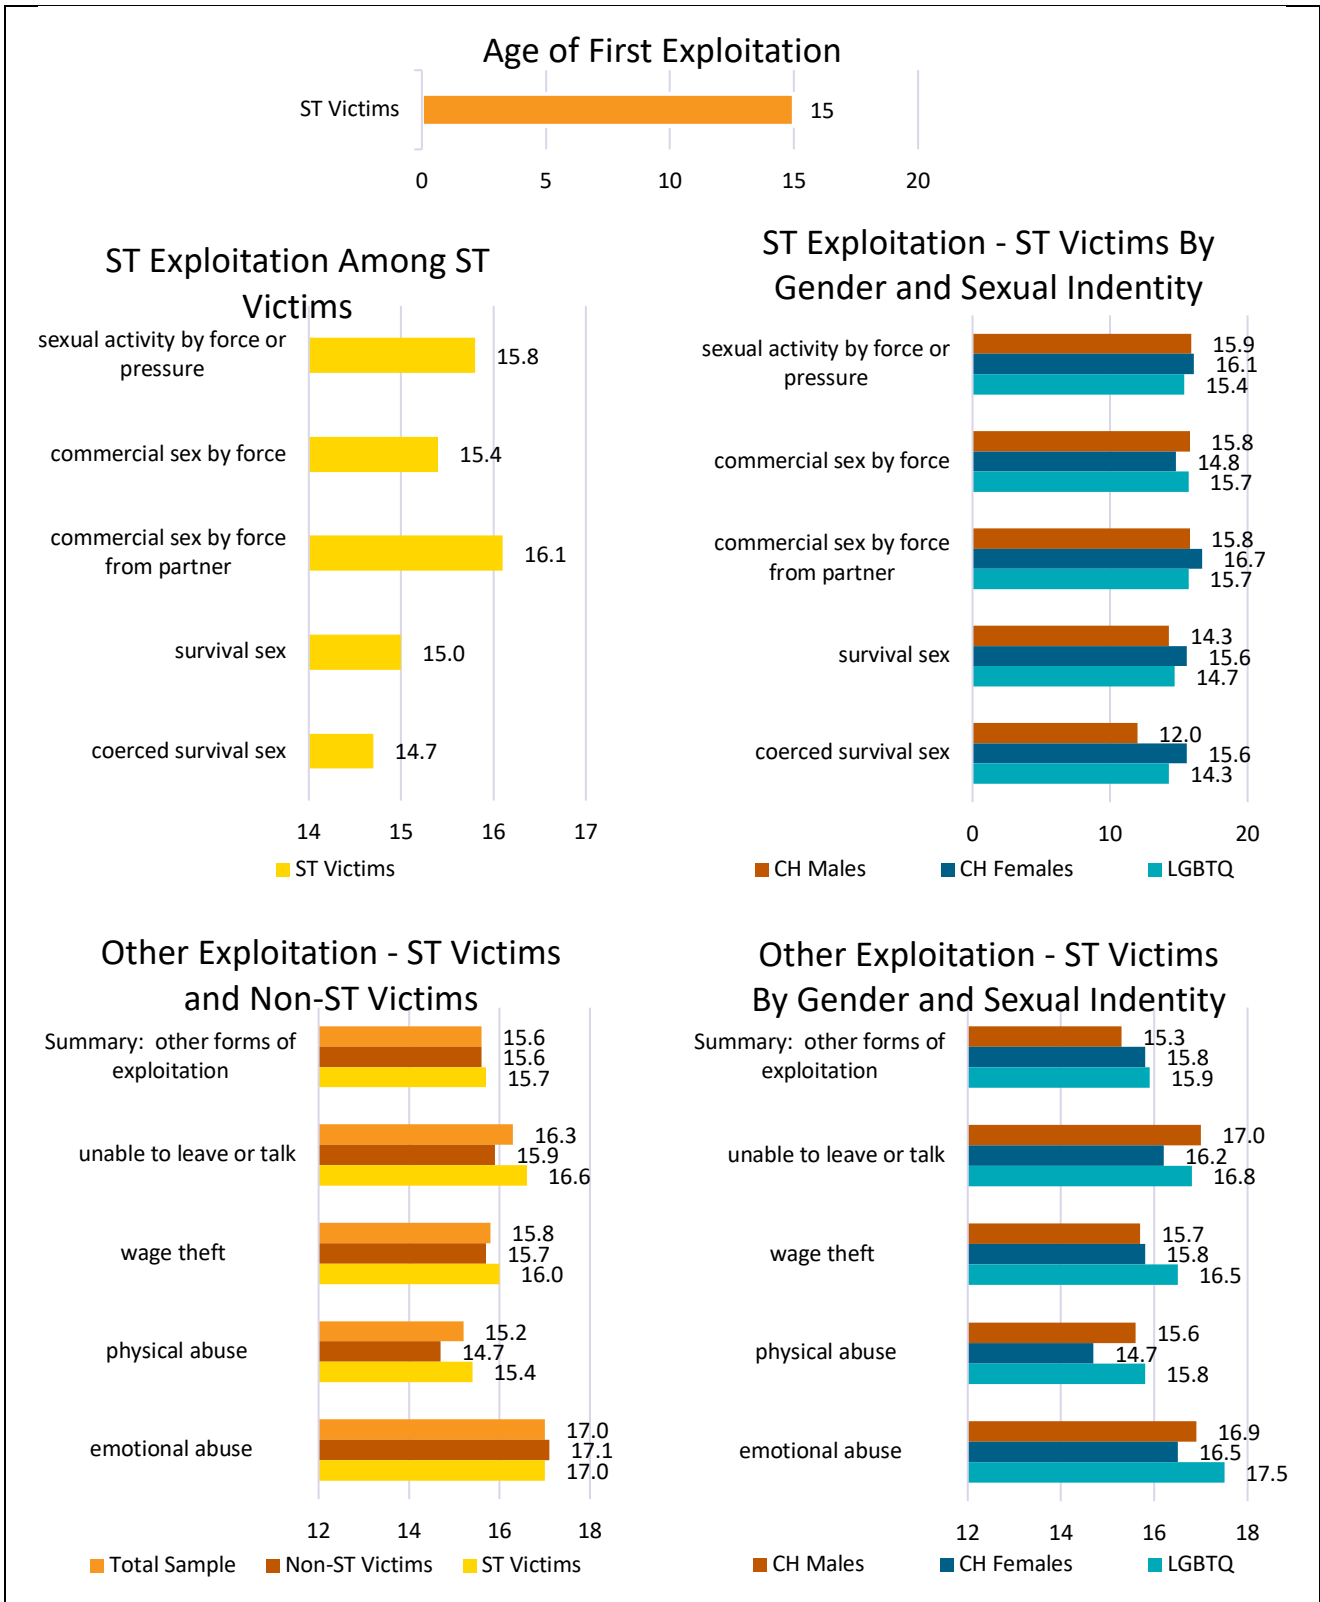 Age of First Exploitation
ST Victims
15
0 5 10 15 20
ST Exploitation Among ST
Victims
sexual activity by force or
pressure
15.8
commercial sex by force
15.4
commercial sex by force
from partner
16.1
survival sex
15.0
coerced survival sex
14.7
14 15 16 17
ST Victims
ST Exploitation - ST Victims By
Gender and Sexual Indentity
sexual activity by force or
pressure
15.9
16.1
15.4
commercial sex by force
15.8
14.8
15.7
commercial sex by force
from partner
15.8
16.7
15.7
survival sex
14.3
15.6
14.7
coerced survival sex
12.0
15.6
14.3
0 10 20
CH Males CH Females LGBTQ
Other Exploitation - ST Victims
and Non-ST Victims
Summary: other forms of
exploitation
15.6
15.6
15.7
unable to leave or talk
16.3
15.9
16.6
wage theft
15.8
15.7
16.0
physical abuse
15.2
14.7
15.4
emotional abuse
17.0
17.1
17.0
12 14 16 18
Total Sample Non-ST Victims ST Victims
Other Exploitation - ST Victims
By Gender and Sexual Indentity
Summary: other forms of
exploitation
15.3
15.8
15.9
unable to leave or talk
17.0
16.2
16.8
wage theft
15.7
15.8
16.5
physical abuse
15.6
14.7
15.8
emotional abuse
16.9
16.5
17.5
12 14 16 18
CH Males CH Females LGBTQ